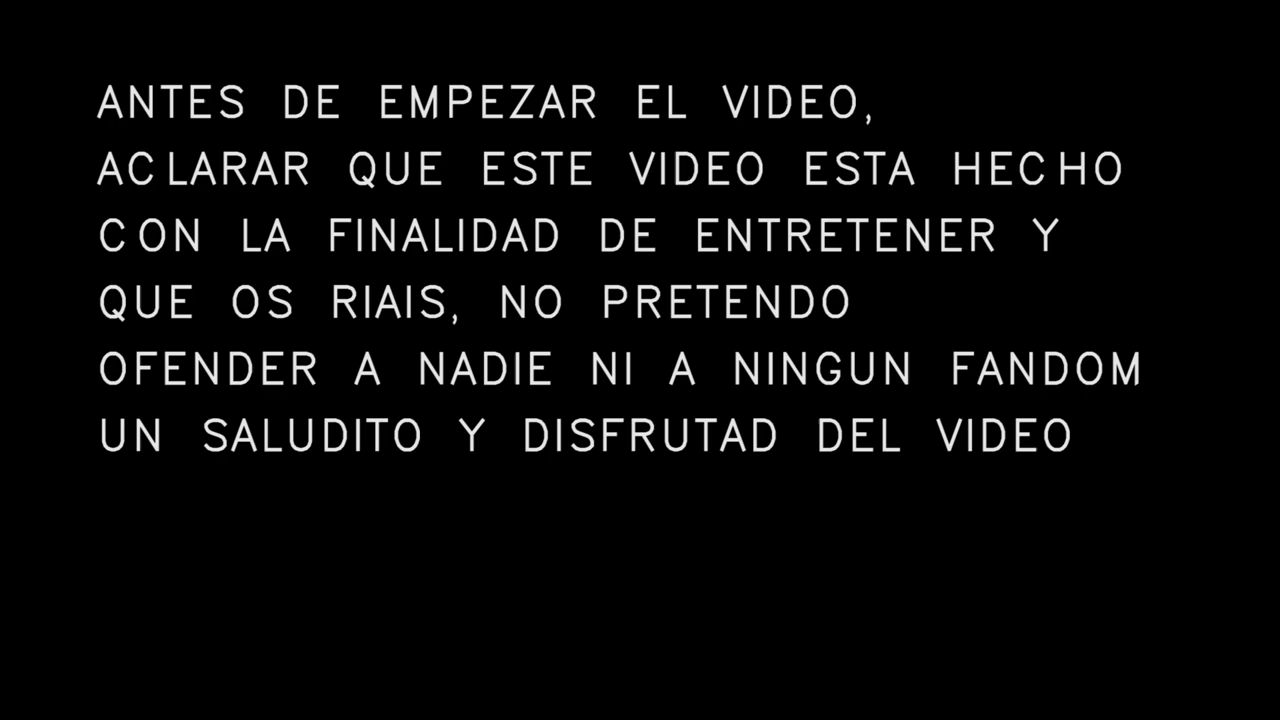 ANTES DE EMPEZAR EL VIDEO,
ACLARAR QUE ESTE VIDEO ESTA HECHO
CON LA FINALIDAD DE ENTRETENER Y
QUE OS RIAIS, NO PRETENDO
OFENDER A NADIE NI A NINGUN FANDOM
UN SALUDITO Y DISFRUTAD DEL VIDEO